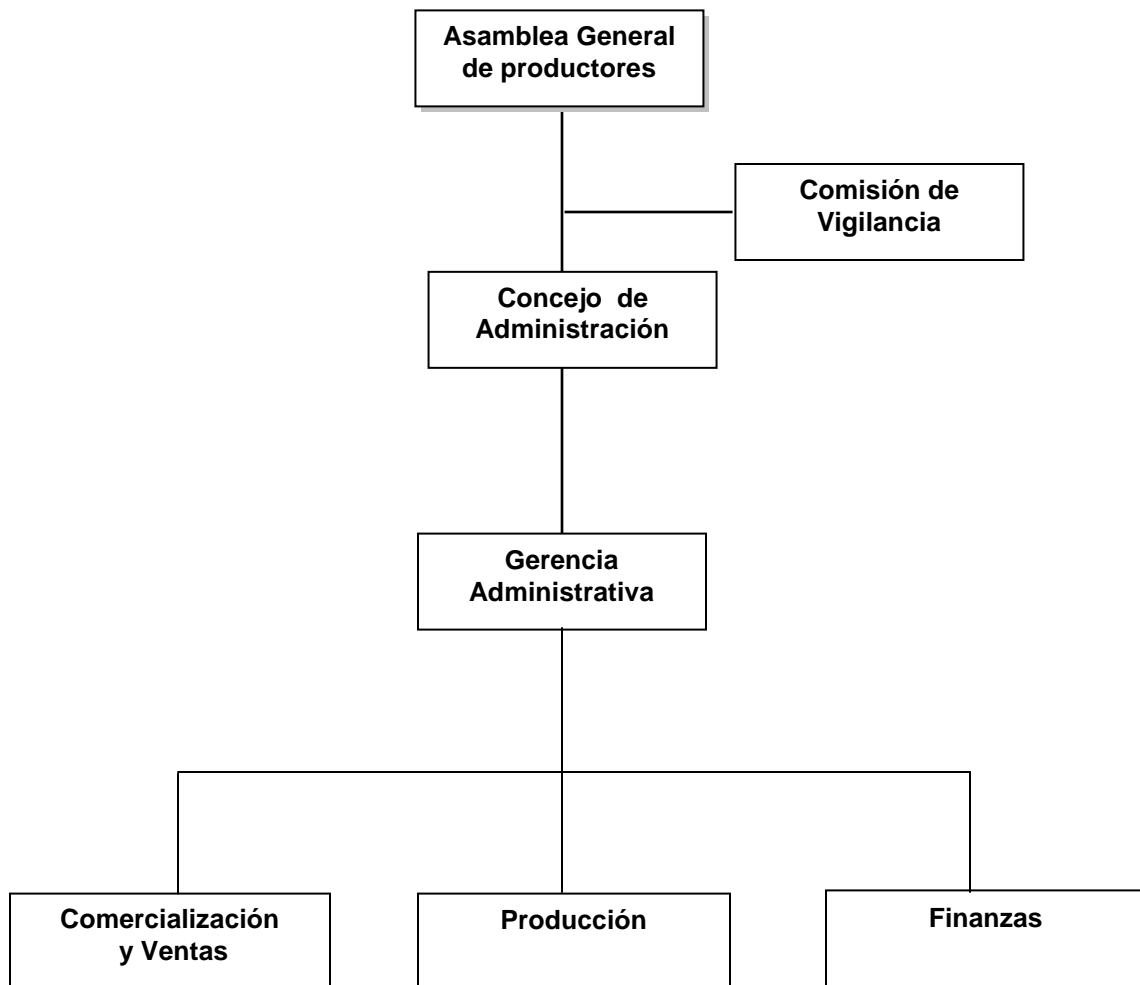 Asamblea General
de productores
Comisión de
Vigilancia
Concejo de
Administración
Gerencia
Administrativa
Comercialización
y Ventas
Producción
Finanzas